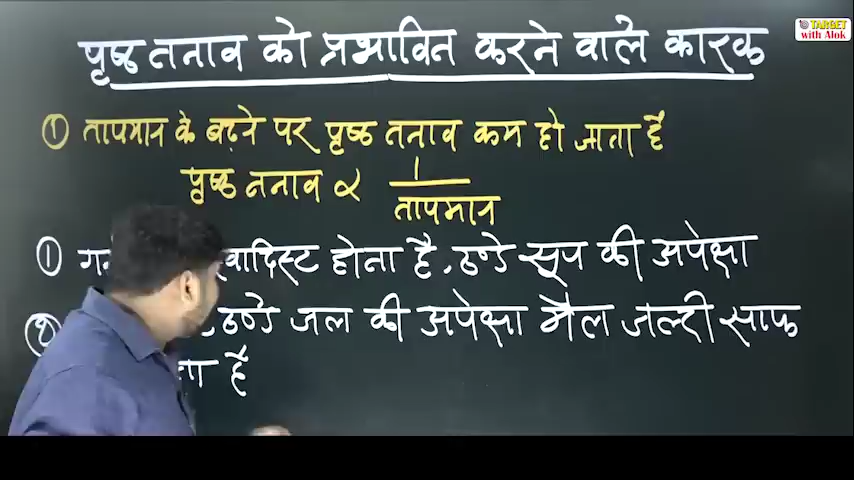 TARGET
with Alok
पृष्ठ तनाव को प्रभावित करने वाले कारक
① तापमान के बढ़ने पर पृष्ठ तनाव कम हो जाता है
पृष्ठ तनाव ∝ 1/तापमान
① स्वादिस्ट होता है, ठण्डे सूप की अपेक्षा
② , ठण्डे जल की अपेक्षा मैल जल्दी साफ
है